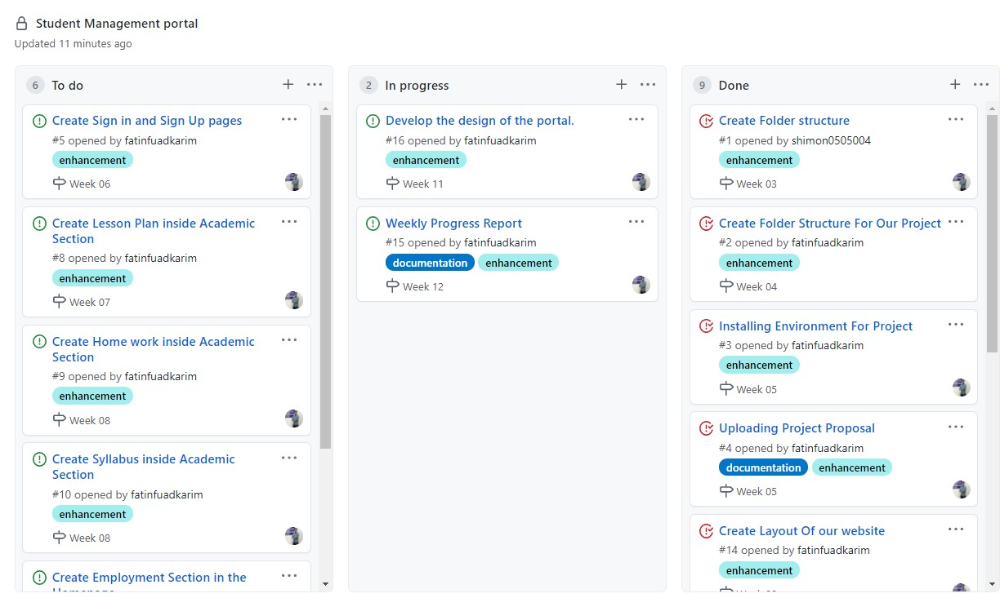 Student Management portal
Updated 11 minutes ago
6 To do
Create Sign in and Sign Up pages
#5 opened by fatinfuadkarim
enhancement
Week 06
Create Lesson Plan inside Academic
Section
#8 opened by fatinfuadkarim
enhancement
Week 07
Create Home work inside Academic
Section
#9 opened by fatinfuadkarim
enhancement
Week 08
Create Syllabus inside Academic
Section
#10 opened by fatinfuadkarim
enhancement
Week 08
Create Employment Section in the
2 In progress
Develop the design of the portal.
#16 opened by fatinfuadkarim
enhancement
Week 11
Weekly Progress Report
#15 opened by fatinfuadkarim
documentation enhancement
Week 12
9 Done
Create Folder structure
#1 opened by shimon0505004
enhancement
Week 03
Create Folder Structure For Our Project
#2 opened by fatinfuadkarim
enhancement
Week 04
Installing Environment For Project
#3 opened by fatinfuadkarim
enhancement
Week 05
Uploading Project Proposal
#4 opened by fatinfuadkarim
documentation enhancement
Week 05
Create Layout Of our website
#14 opened by fatinfuadkarim
enhancement